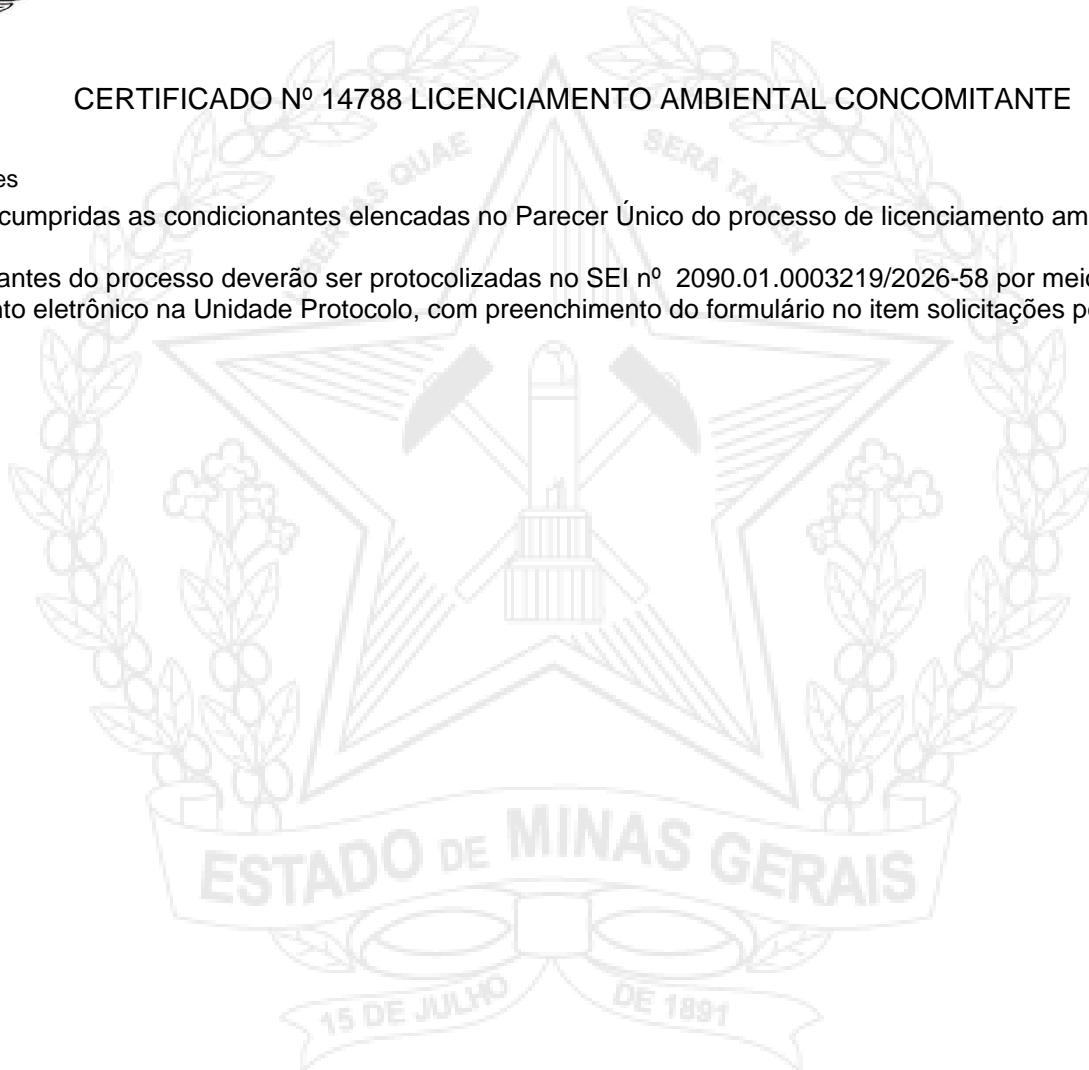 CERTIFICADO Nº 14788 LICENCIAMENTO AMBIENTAL CONCOMITANTE
es
cumpridas as condicionantes elencadas no Parecer Único do processo de licenciamento am
antes do processo deverão ser protocolizadas no SEI nº 2090.01.0003219/2026-58 por meio
nto eletrônico na Unidade Protocolo, com preenchimento do formulário no item solicitações pe
QUAE SERA TAMEN
ESTADO DE MINAS GERAIS
15 DE JULHO DE 1891